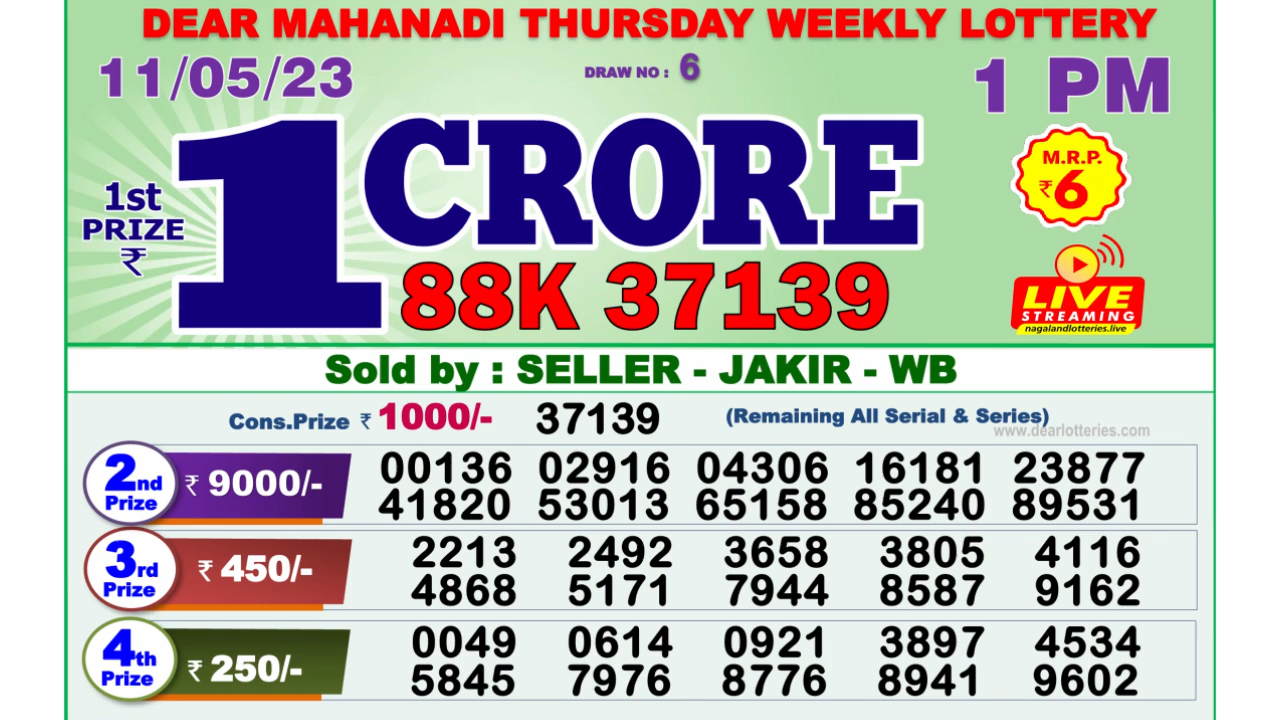 DEAR MAHANADI THURSDAY WEEKLY LOTTERY
11/05/23
DRAW NO : 6
1 PM
1st
PRIZE
₹
1 CRORE
88K 37139
M.R.P.
₹6
LIVE
STREAMING
nagalandlotteries.live
Sold by : SELLER - JAKIR - WB
Cons.Prize ₹ 1000/- 37139 (Remaining All Serial & Series)
www.dearlotteries.com
2nd Prize ₹ 9000/-
00136 02916 04306 16181 23877
41820 53013 65158 85240 89531
3rd Prize ₹ 450/-
2213 2492 3658 3805 4116
4868 5171 7944 8587 9162
4th Prize ₹ 250/-
0049 0614 0921 3897 4534
5845 7976 8776 8941 9602